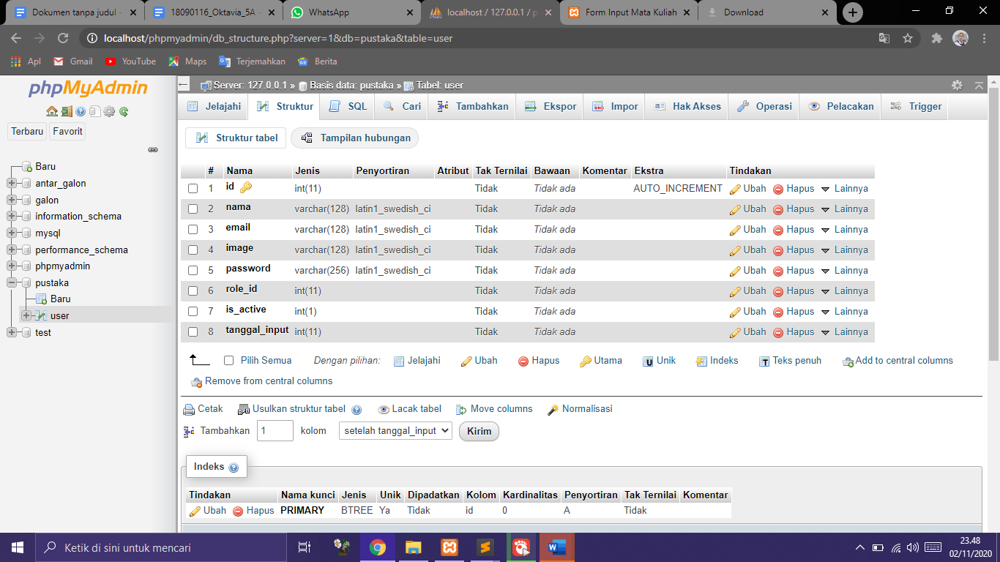 Dokumen tanpa judul -
18090116_Oktavia_5A -
WhatsApp
localhost / 127.0.0.1 / p
Form Input Mata Kuliah
Download
localhost/phpmyadmin/db_structure.php?server=1&db=pustaka&table=user
Apl
Gmail
YouTube
Maps
Terjemahkan
Berita
phpMyAdmin
Terbaru
Favorit
Baru
antar_galon
galon
information_schema
mysql
performance_schema
phpmyadmin
pustaka
Baru
user
test
Server: 127.0.0.1 » Basis data: pustaka » Tabel: user
Jelajahi Struktur SQL Cari Tambahkan Ekspor Impor Hak Akses Operasi Pelacakan Trigger
Struktur tabel Tampilan hubungan
# Nama Jenis Penyortiran Atribut Tak Ternilai Bawaan Komentar Ekstra Tindakan
1 id int(11) Tidak Tidak ada AUTO_INCREMENT Ubah Hapus Lainnya
2 nama varchar(128) latin1_swedish_ci Tidak Tidak ada Ubah Hapus Lainnya
3 email varchar(128) latin1_swedish_ci Tidak Tidak ada Ubah Hapus Lainnya
4 image varchar(128) latin1_swedish_ci Tidak Tidak ada Ubah Hapus Lainnya
5 password varchar(256) latin1_swedish_ci Tidak Tidak ada Ubah Hapus Lainnya
6 role_id int(11) Tidak Tidak ada Ubah Hapus Lainnya
7 is_active int(1) Tidak Tidak ada Ubah Hapus Lainnya
8 tanggal_input int(11) Tidak Tidak ada Ubah Hapus Lainnya
Pilih Semua Dengan pilihan: Jelajahi Ubah Hapus Utama Unik Indeks Teks penuh Add to central columns
Remove from central columns
Cetak Usulkan struktur tabel Lacak tabel Move columns Normalisasi
Tambahkan 1 kolom setelah tanggal_input Kirim
Indeks
Tindakan Nama kunci Jenis Unik Dipadatkan Kolom Kardinalitas Penyortiran Tak Ternilai Komentar
Ubah Hapus PRIMARY BTREE Ya Tidak id 0 A Tidak
Ketik di sini untuk mencari
23.48
02/11/2020